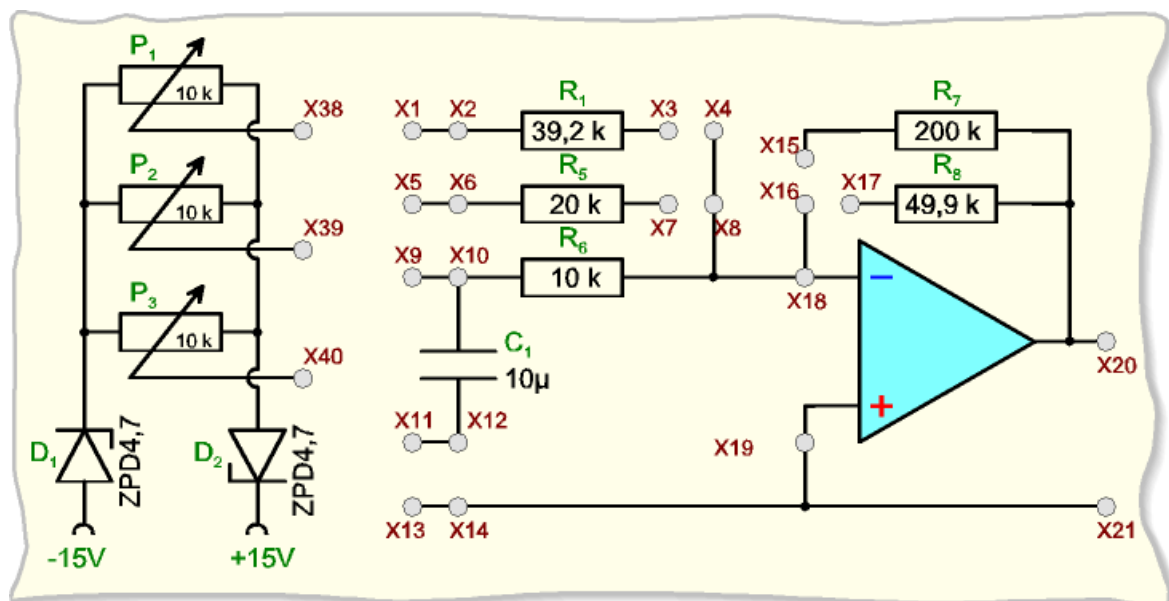 P1
10 k
X38
P2
10 k
X39
P3
10 k
X40
D1
ZPD4,7
D2
ZPD4,7
-15V
+15V
X1
X2
R1
39,2 k
X3
X4
X5
X6
R5
20 k
X7
X8
X9
X10
R6
10 k
C1
10µ
X11
X12
X13
X14
X15
R7
200 k
X16
X17
R8
49,9 k
X18
−
+
X19
X20
X21